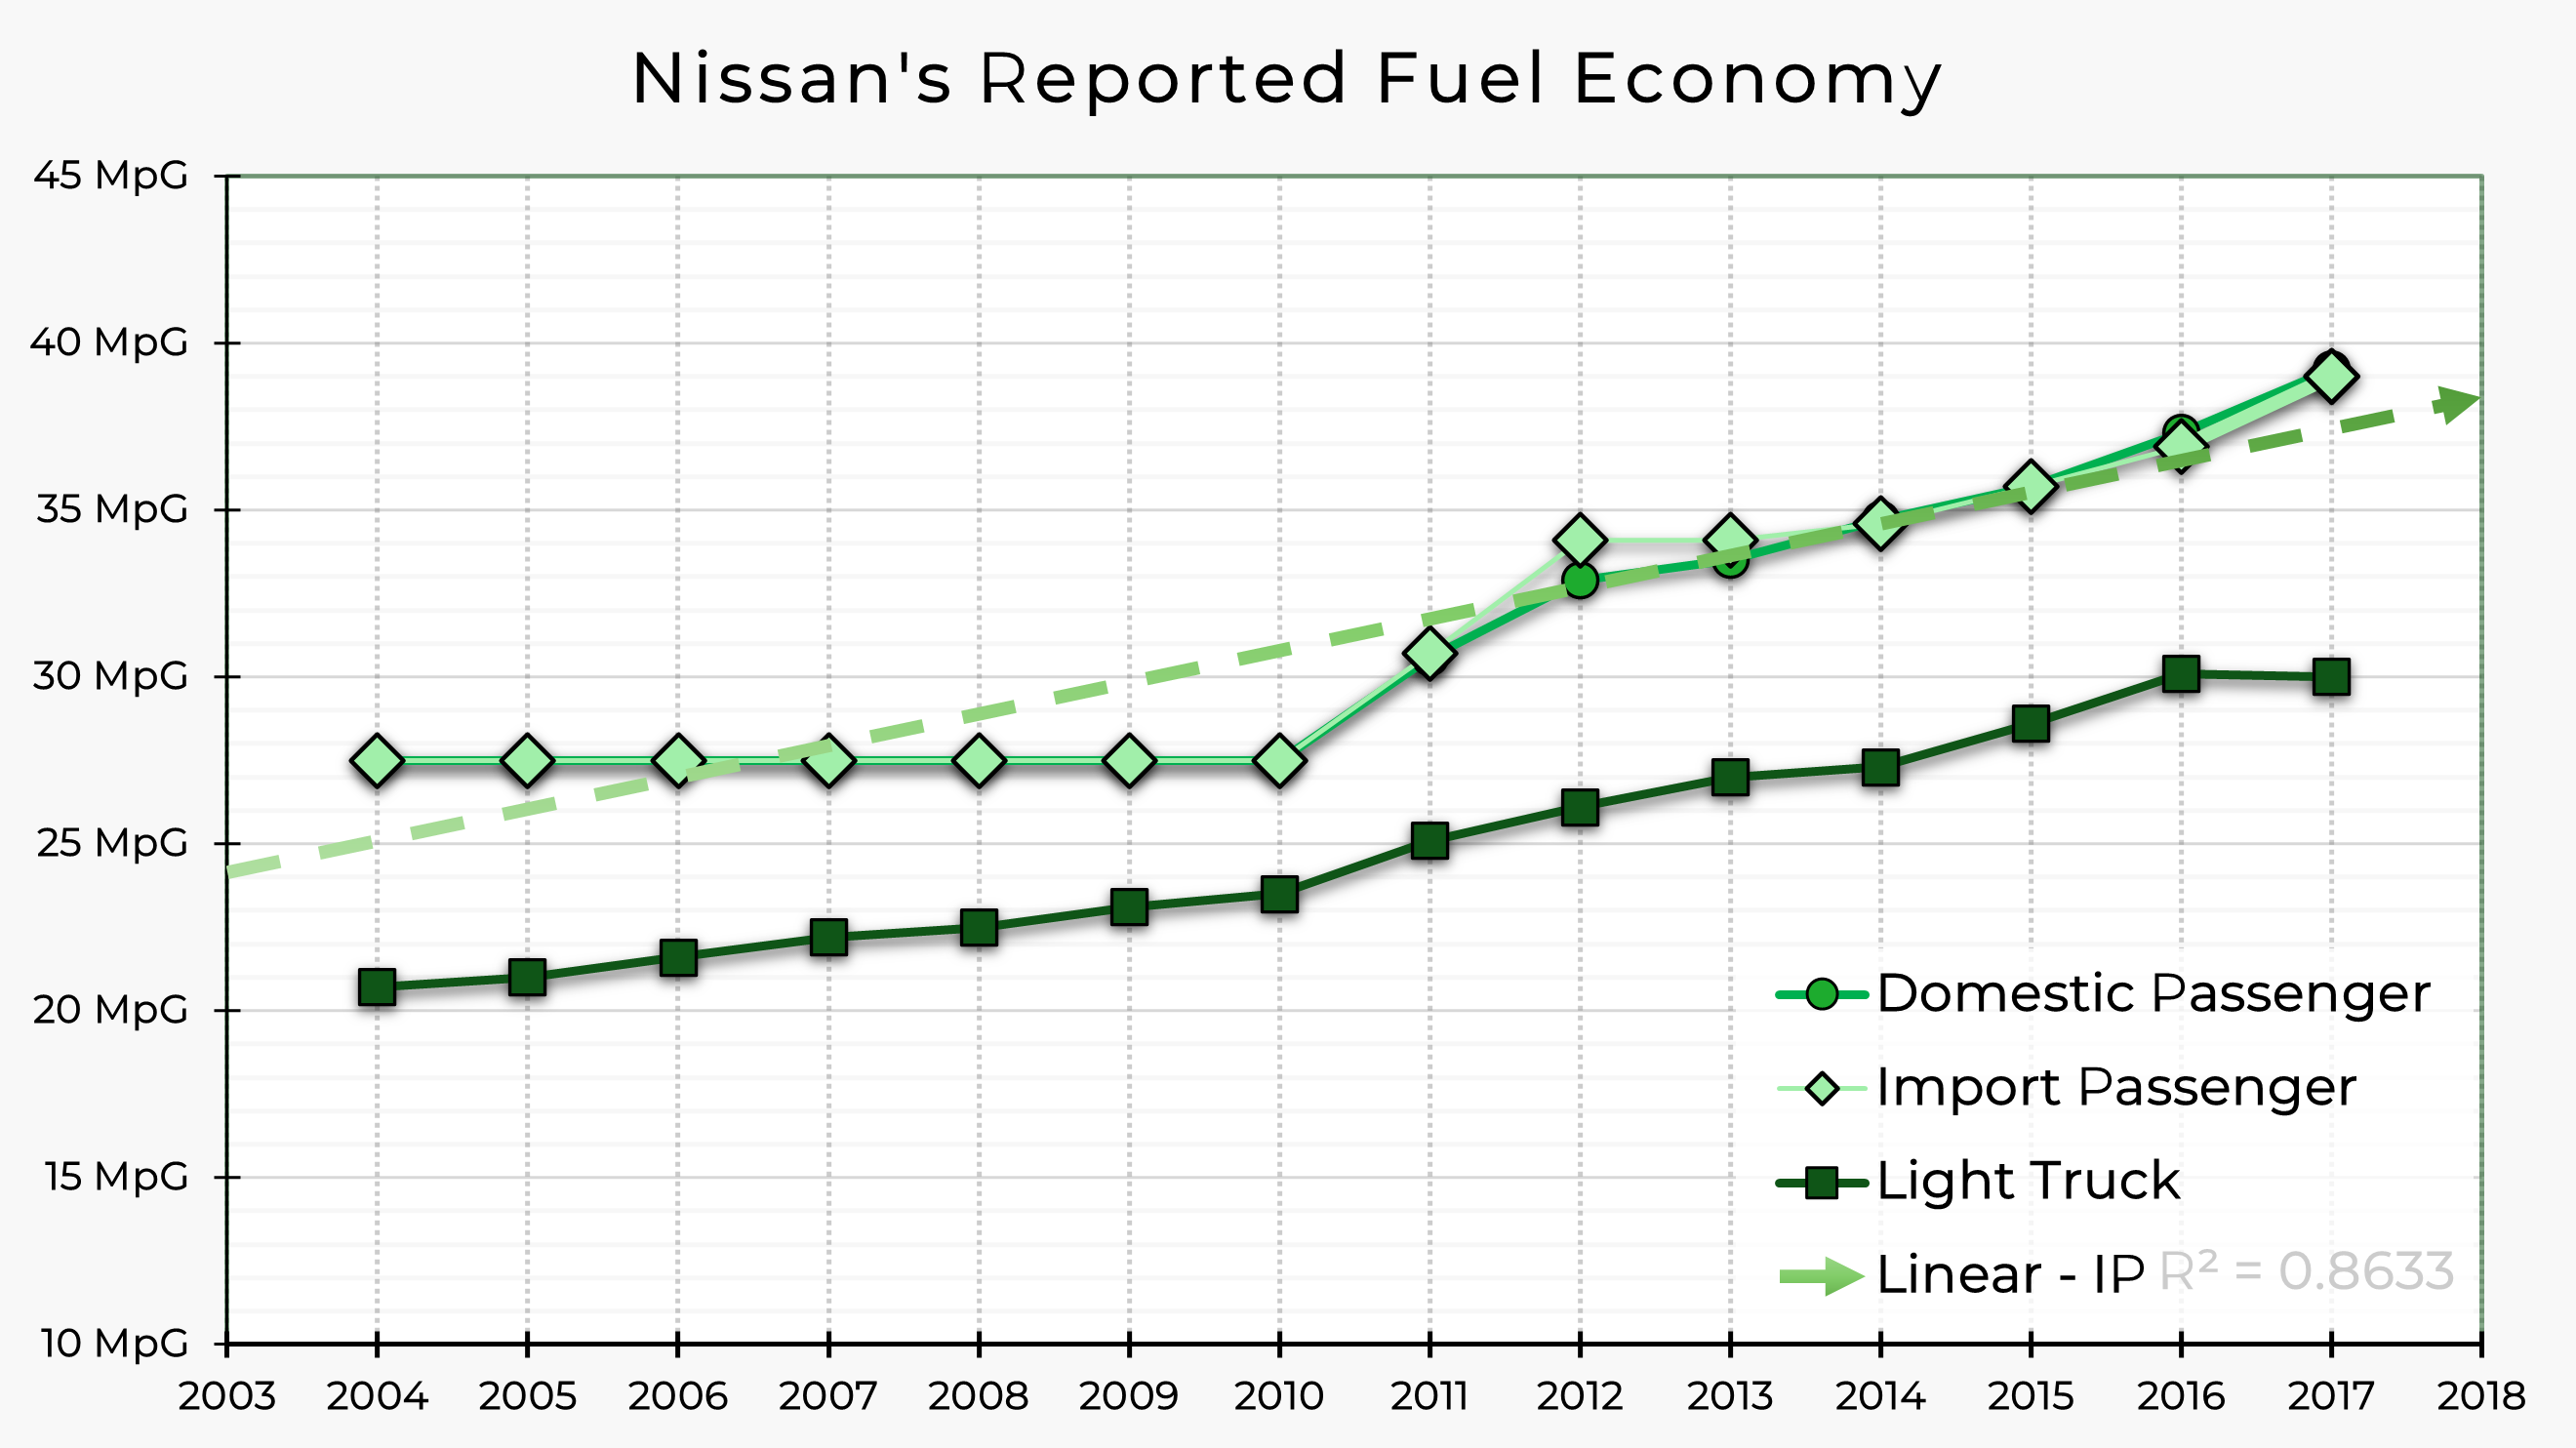 Nissan's Reported Fuel Economy
45 MpG
40 MpG
35 MpG
30 MpG
25 MpG
20 MpG
15 MpG
10 MpG
Domestic Passenger
Import Passenger
Light Truck
Linear - IP R² = 0.8633
2003 2004 2005 2006 2007 2008 2009 2010 2011 2012 2013 2014 2015 2016 2017 2018